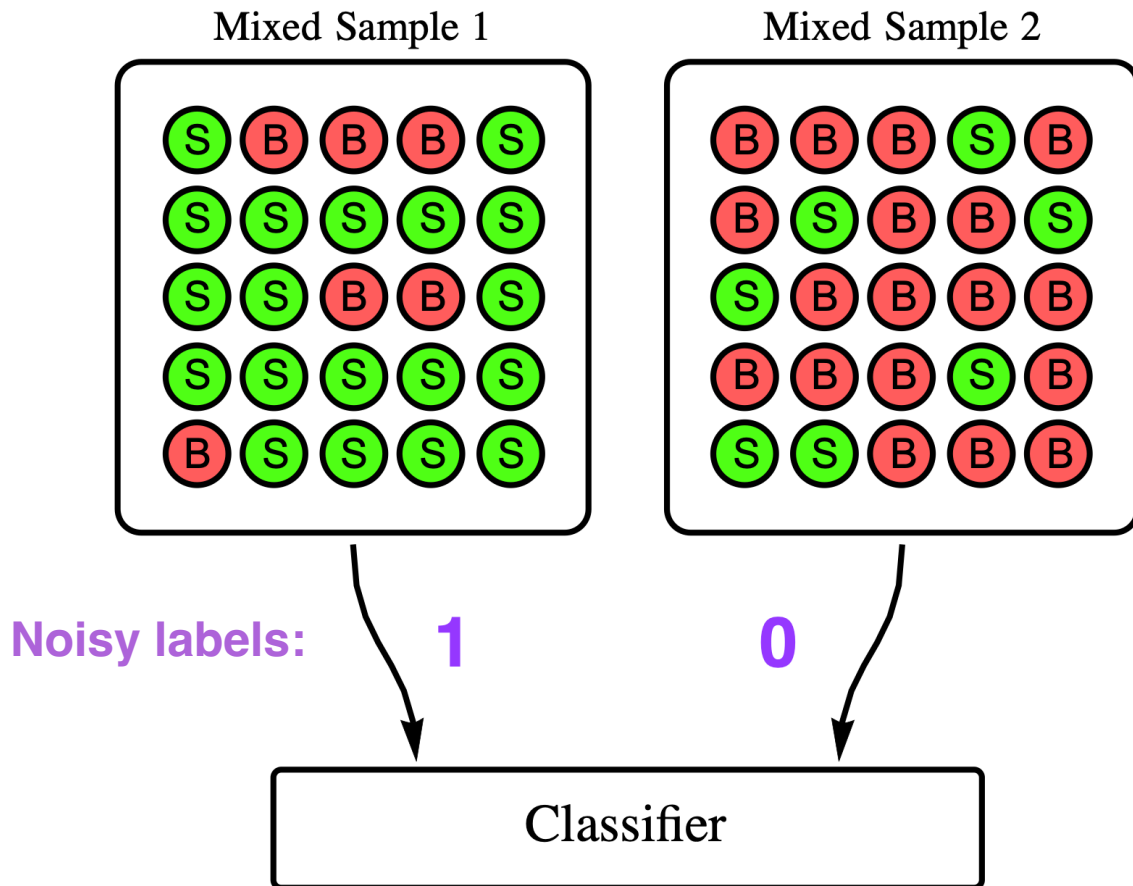 Mixed Sample 1
Mixed Sample 2
S B B B S
B B B S B
S S S S S
B S B B S
S S B B S
S B B B B
S S S S S
B B B S B
B S S S S
S S B B B
Noisy labels: 1 0
Classifier